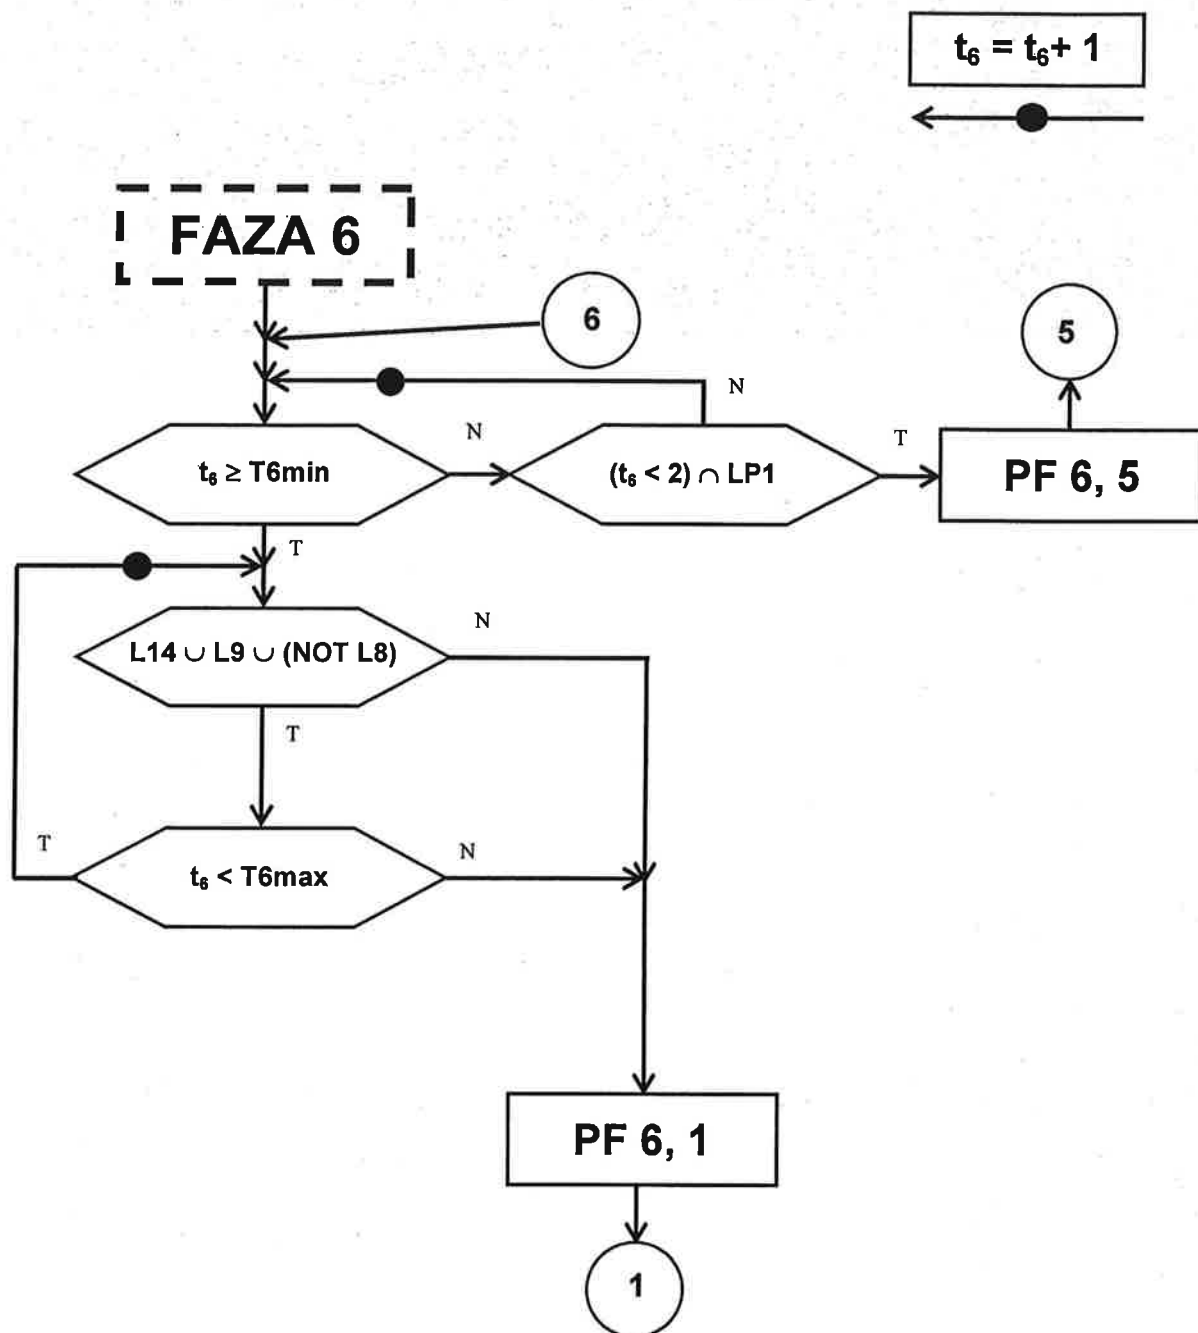 t₆ = t₆+ 1
FAZA 6
6
5
N
N
T
t₆ ≥ T6min
(t₆ < 2) ∩ LP1
PF 6, 5
T
N
L14 ∪ L9 ∪ (NOT L8)
T
T
N
t₆ < T6max
PF 6, 1
1